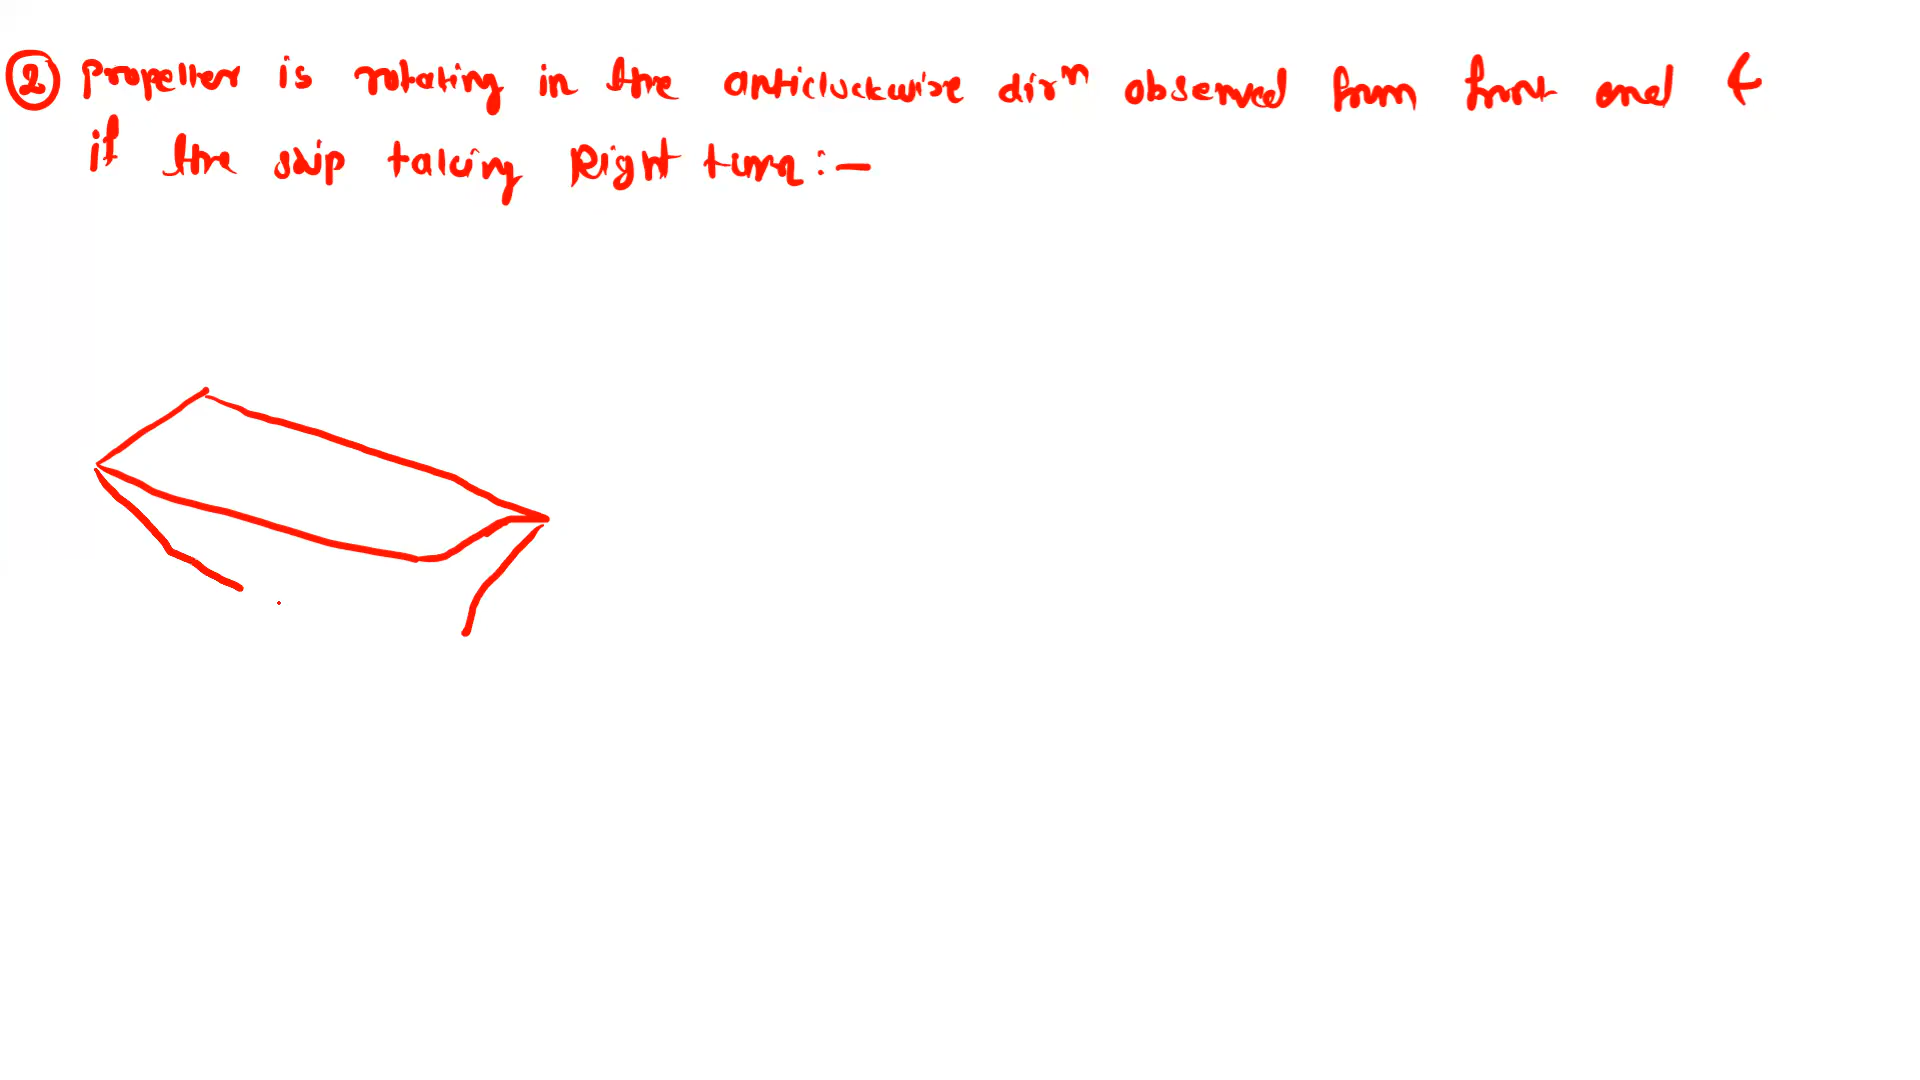 ② propeller is rotating in the anticlockwise dirⁿ observed from front end &
if the ship taking Right turn :-